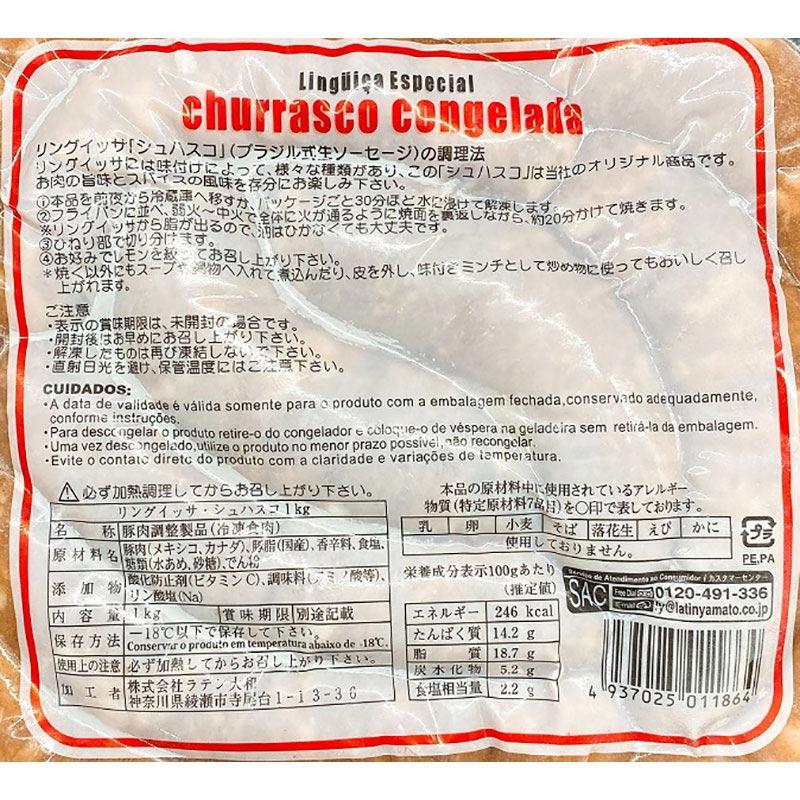 Lingüiça Especial
churrasco congelada
リングイッサ「シュハスコ」(ブラジル式生ソーセージ)の調理法
リングイッサには味付けによって、様々な種類があり、この「シュハスコ」は当社のオリジナル商品です。
お肉の旨味とスパイスの風味を存分にお楽しみ下さい。
①本品を前夜から冷蔵庫へ移すか、パッケージごと30分ほど水に浸けて解凍します。
②フライパンに並べ、弱火〜中火で全体に火が通るように焼面を裏返しながら、約20分かけて焼きます。
※リングイッサから脂が出るので、油はひかなくても大丈夫です。
③ひねり部で切り分けます。
④お好みでレモンを絞ってお召し上がり下さい。
*焼く以外にもスープや鍋物へ入れて煮込んだり、皮を外し、味付きミンチとして炒め物に使ってもおいしく召し
上がれます。
ご注意
・表示の賞味期限は、未開封の場合です。
・開封後はお早めにお召し上がり下さい。
・解凍したものは再び凍結しないで下さい。
・直射日光を避け、保管温度にはご注意下さい。
CUIDADOS:
・A data de validade é válida somente para o produto com a embalagem fechada,conservado adequadamente,
conforme instruções.
・Para descongelar o produto retire-o do congelador e coloque-o de véspera na geladeira sem retirá-la da embalagem.
・Uma vez descongelado,utilize o produto no menor prazo possível,não recongelar.
・Evite o contato direto do produto com a claridade e variações de temperatura.
⚠必ず加熱調理してからお召し上がり下さい。
リングイッサ・シュハスコ1kg
名 称 豚肉調整製品(冷凍食肉)
原材料名 豚肉(メキシコ、カナダ)、豚脂(国産)、香辛料、食塩、
糖類(水あめ、砂糖)、でん粉
添加物 酸化防止剤(ビタミンC)、調味料(アミノ酸等)、
リン酸塩(Na)
内容量 1kg 賞味期限 別途記載
保存方法 －18℃以下で保存して下さい。
Conservar o produto em temperatura abaixo de -18℃.
使用上の注意 必ず加熱してからお召し上がり下さい。
加工者 株式会社ラテン大和
神奈川県綾瀬市寺尾台1-13-36
本品の原材料中に使用されているアレルギー
物質(特定原材料7品目)を〇印で表しております。
乳 卵 小麦 そば 落花生 えび かに
使用しておりません。
プラ
PE,PA
栄養成分表示100gあたり
(推定値)
エネルギー 246 kcal
たんぱく質 14.2 g
脂質 18.7 g
炭水化物 5.2 g
食塩相当量 2.2 g
Serviço de Atendimento ao Consumidor / カスタマーセンター
SAC Free Dial 0120-491-336
E-mail ly@latinyamato.co.jp
4 937025 011864